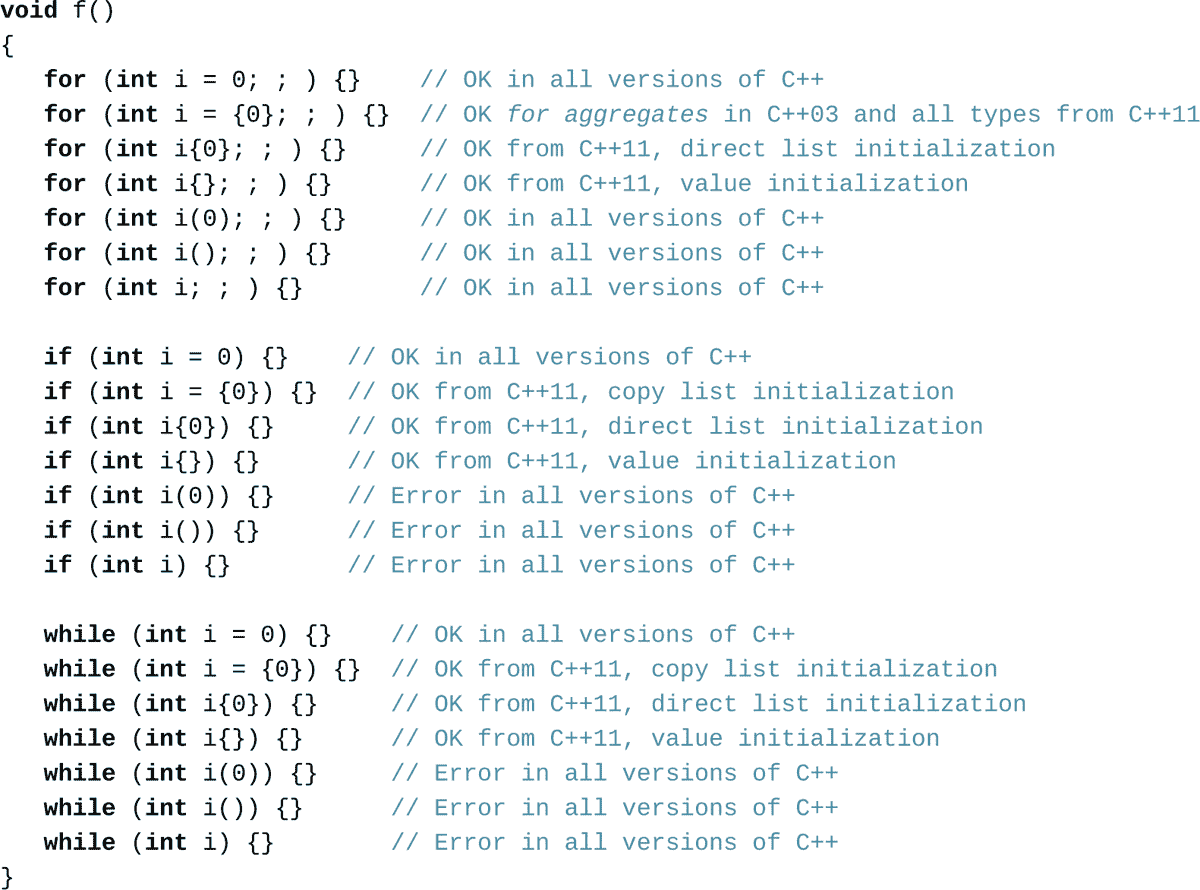 void f()
{
   for (int i = 0; ; ) {}    // OK in all versions of C++
   for (int i = {0}; ; ) {}  // OK for aggregates in C++03 and all types from C++11
   for (int i{0}; ; ) {}     // OK from C++11, direct list initialization
   for (int i{}; ; ) {}      // OK from C++11, value initialization
   for (int i(0); ; ) {}     // OK in all versions of C++
   for (int i(); ; ) {}      // OK in all versions of C++
   for (int i; ; ) {}        // OK in all versions of C++

   if (int i = 0) {}    // OK in all versions of C++
   if (int i = {0}) {}  // OK from C++11, copy list initialization
   if (int i{0}) {}     // OK from C++11, direct list initialization
   if (int i{}) {}      // OK from C++11, value initialization
   if (int i(0)) {}     // Error in all versions of C++
   if (int i()) {}      // Error in all versions of C++
   if (int i) {}        // Error in all versions of C++

   while (int i = 0) {}    // OK in all versions of C++
   while (int i = {0}) {}  // OK from C++11, copy list initialization
   while (int i{0}) {}     // OK from C++11, direct list initialization
   while (int i{}) {}      // OK from C++11, value initialization
   while (int i(0)) {}     // Error in all versions of C++
   while (int i()) {}      // Error in all versions of C++
   while (int i) {}        // Error in all versions of C++
}